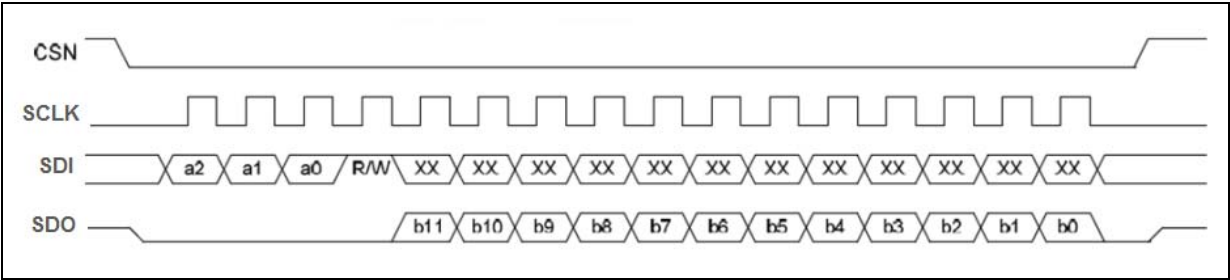 CSN
SCLK
SDI a2 a1 a0 R/W XX XX XX XX XX XX XX XX XX XX XX XX
SDO b11 b10 b9 b8 b7 b6 b5 b4 b3 b2 b1 b0